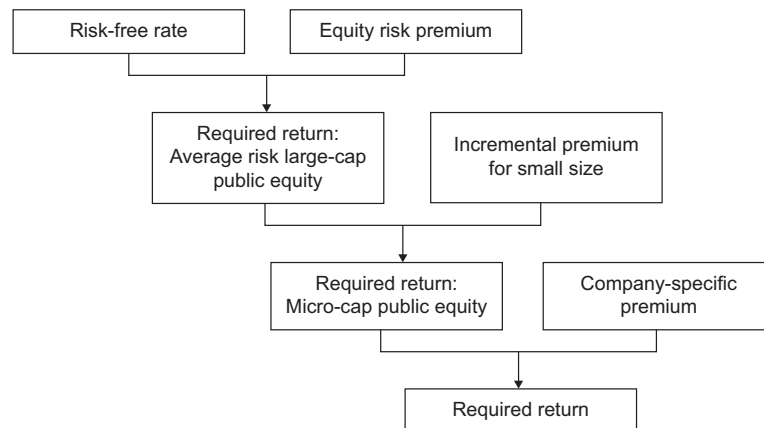 Risk-free rate
Equity risk premium
Required return:
Average risk large-cap
public equity
Incremental premium
for small size
Required return:
Micro-cap public equity
Company-specific
premium
Required return